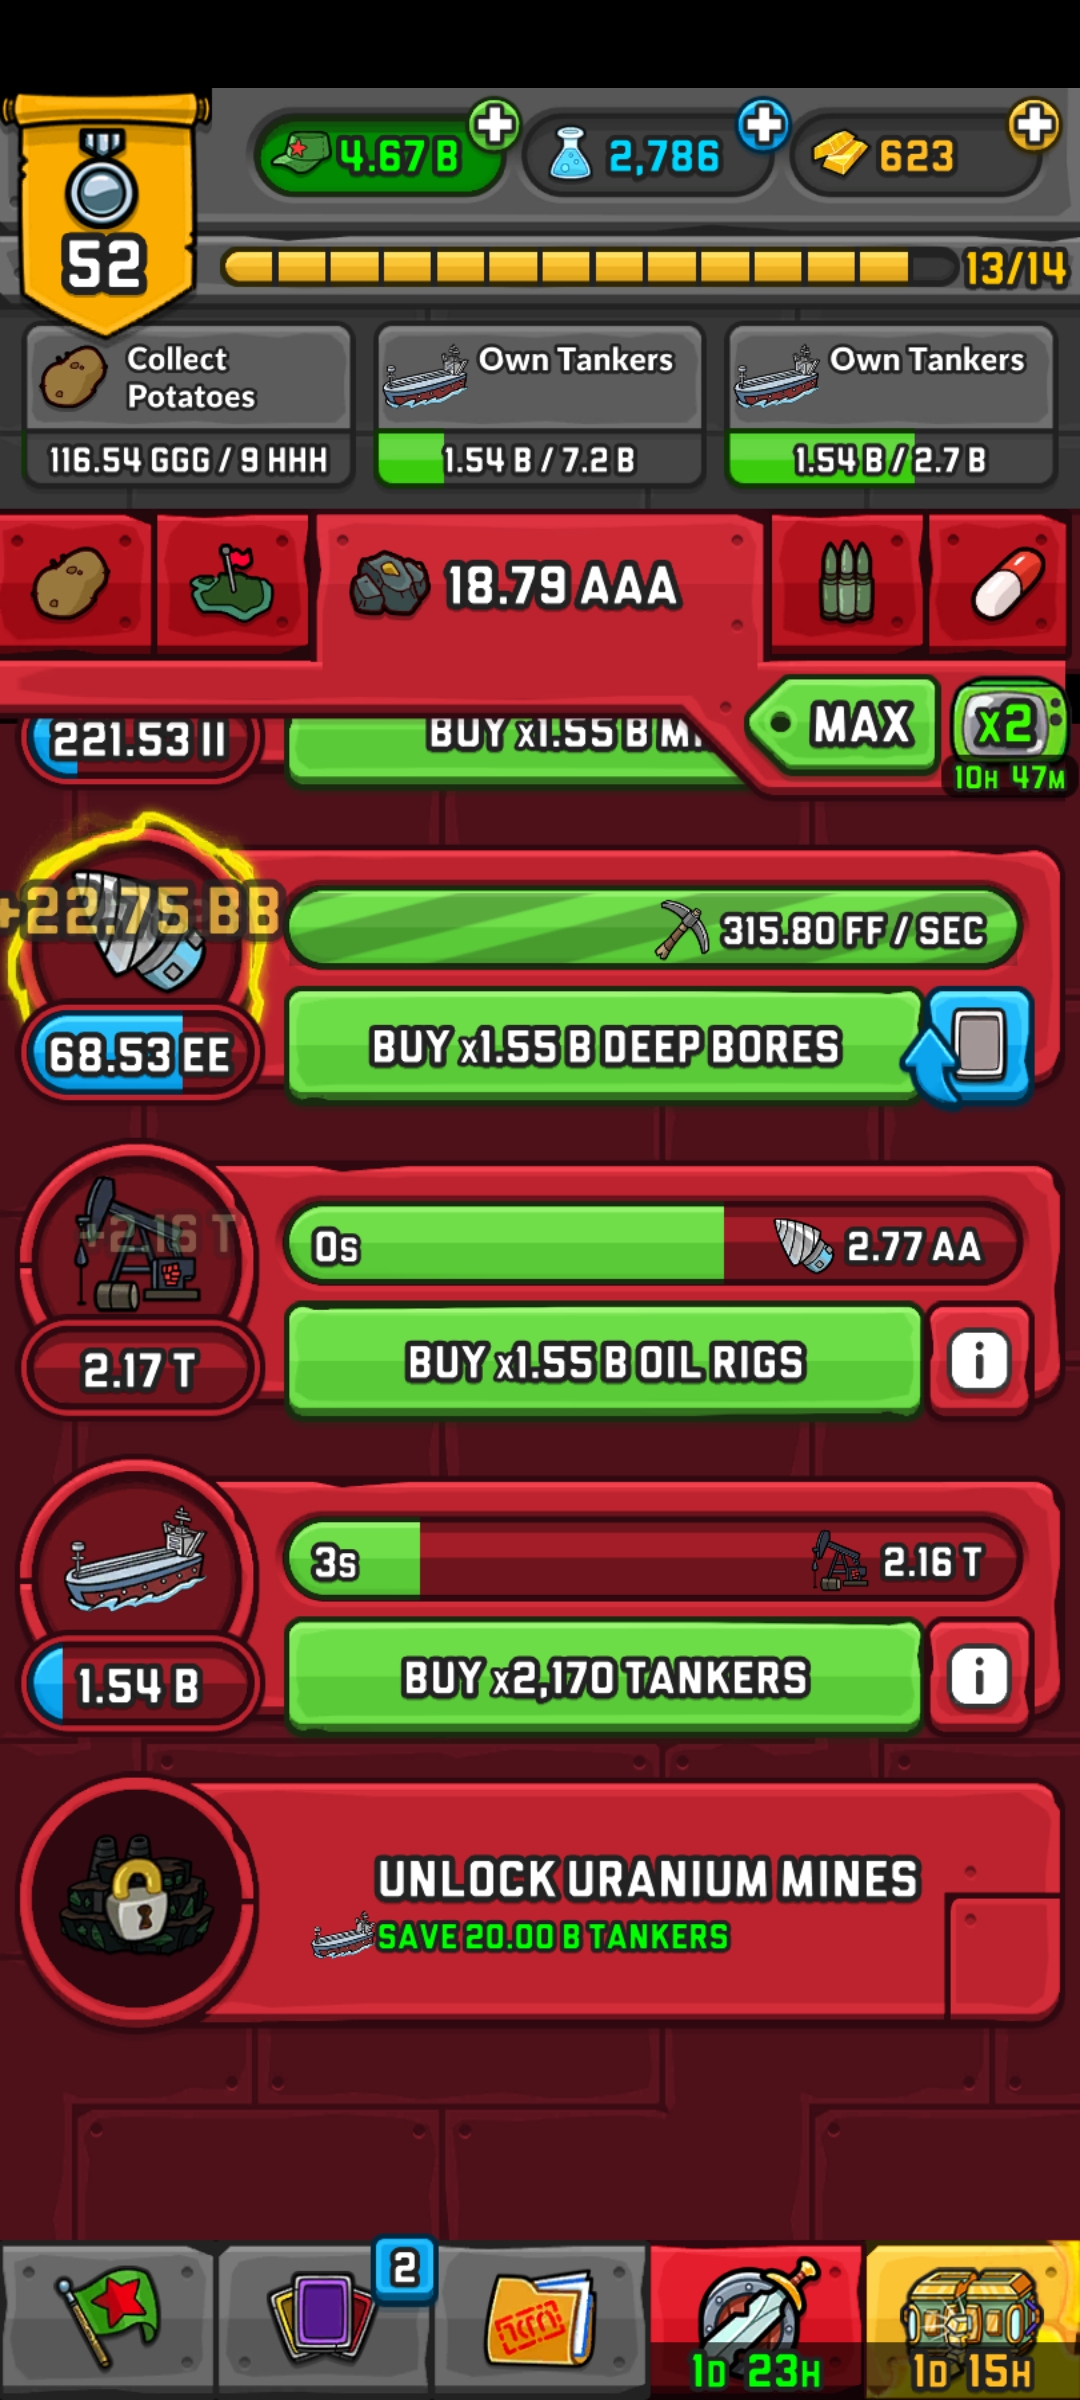 4.67 B
2,786
623
52
13/14
Collect
Potatoes
116.54 GGG / 9 HHH
Own Tankers
1.54 B / 7.2 B
Own Tankers
1.54 B / 2.7 B
18.79 AAA
MAX
x2
10H 47M
221.53 II
BUY x1.55 B
+22.75 BB
315.80 FF / SEC
68.53 EE
BUY x1.55 B DEEP BORES
+2.16 T
0s
2.77 AA
2.17 T
BUY x1.55 B OIL RIGS
i
3s
2.16 T
1.54 B
BUY x2,170 TANKERS
i
UNLOCK URANIUM MINES
SAVE 20.00 B TANKERS
2
1D 23H
1D 15H